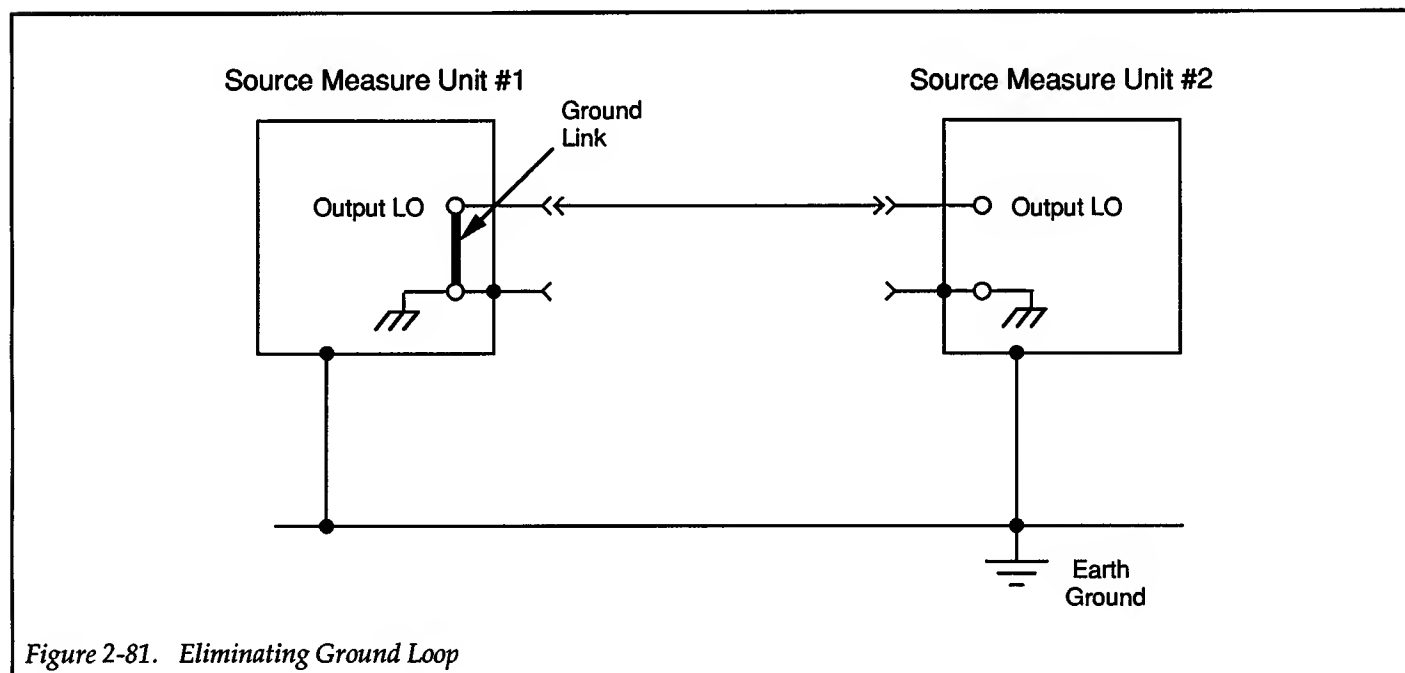 Source Measure Unit #1
Source Measure Unit #2
Ground
Link
Output LO
Output LO
Earth
Ground
Figure 2-81. Eliminating Ground Loop